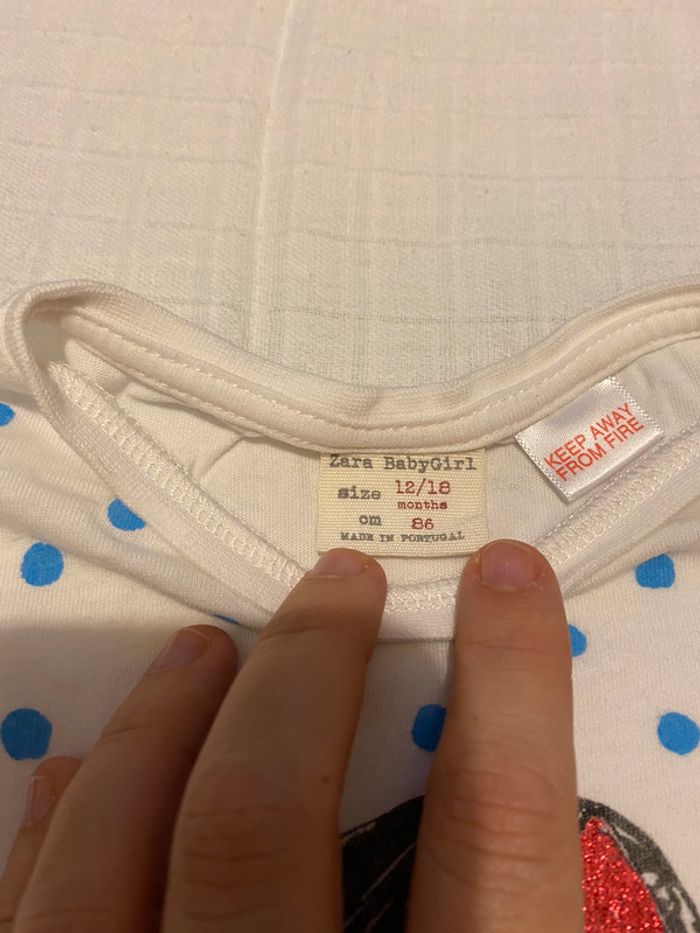 Zara BabyGirl
size 12/18
months
cm 86
MADE IN PORTUGAL
KEEP AWAY
FROM FIRE